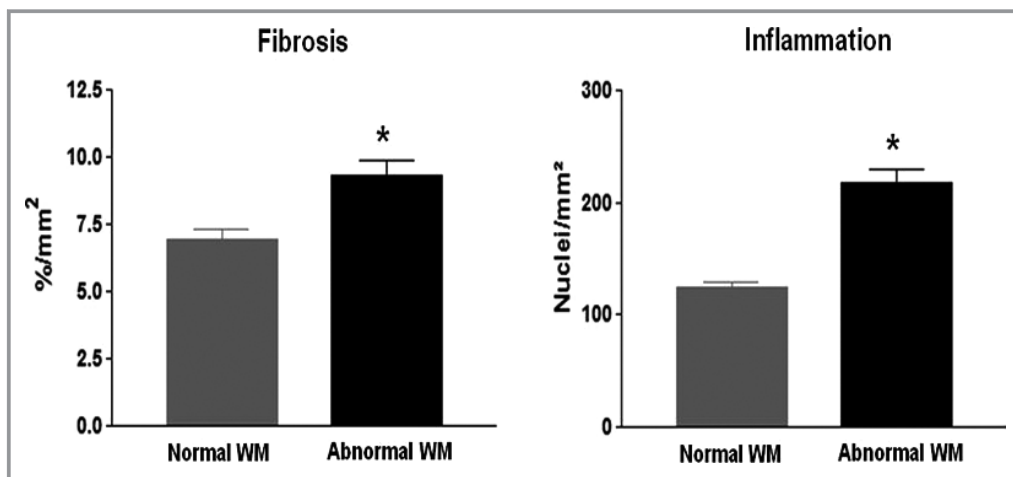 Fibrosis
12.5
10.0
7.5
5.0
2.5
0.0
%/mm²
*
Normal WM
Abnormal WM
Inflammation
300
200
100
0
Nuclei/mm²
*
Normal WM
Abnormal WM